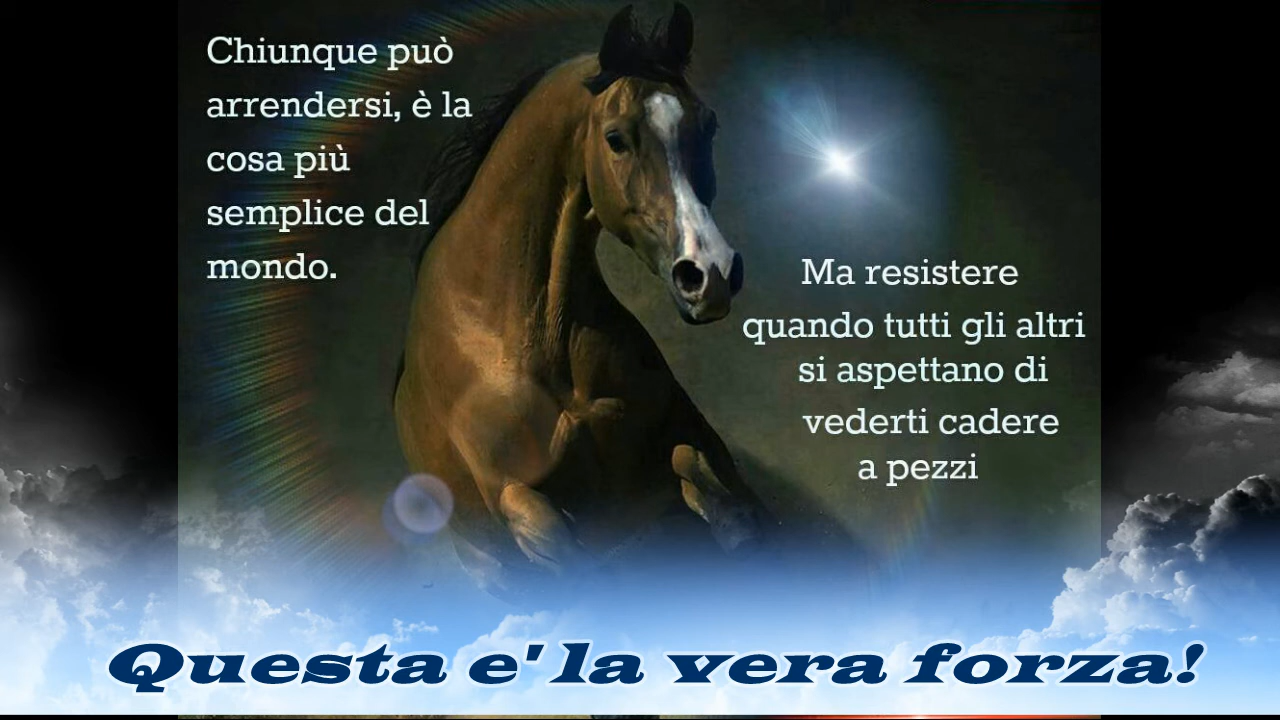 Chiunque può
arrendersi, è la
cosa più
semplice del
mondo.
Ma resistere
quando tutti gli altri
si aspettano di
vederti cadere
a pezzi
Questa e' la vera forza!